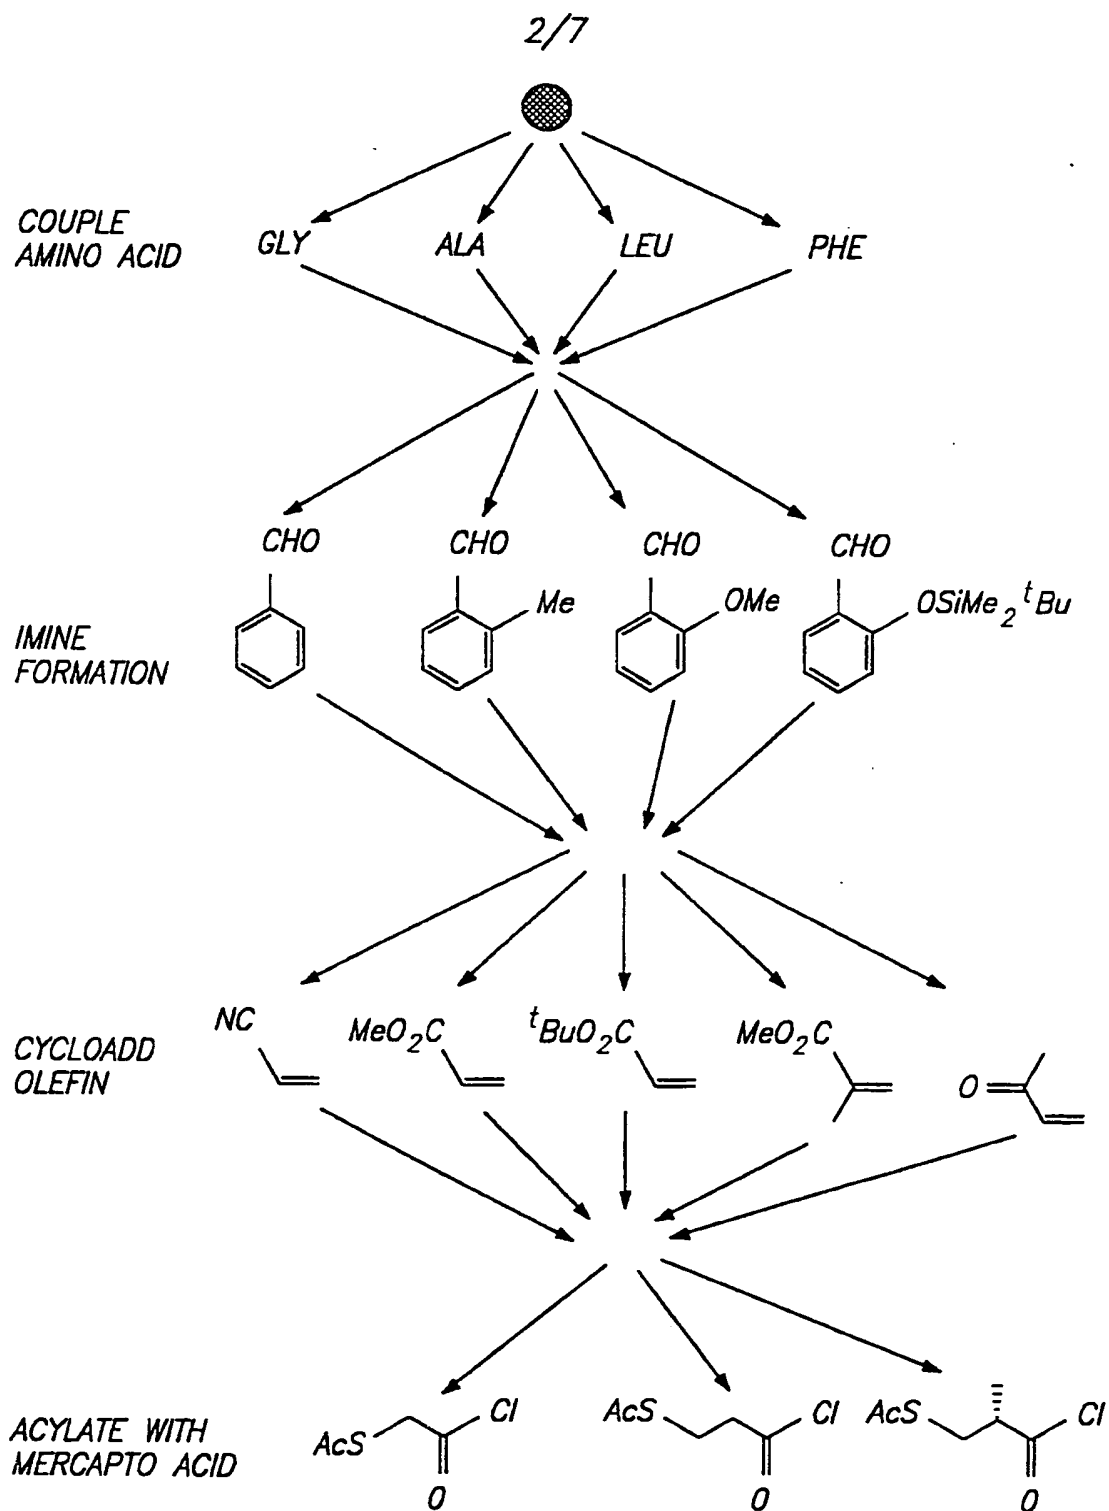 2/7
COUPLE
AMINO ACID
GLY ALA LEU PHE
CHO CHO CHO CHO
Me OMe OSiMe2tBu
IMINE
FORMATION
NC MeO2C tBuO2C MeO2C
CYCLOADD
OLEFIN
O
AcS Cl AcS Cl AcS Cl
ACYLATE WITH
MERCAPTO ACID
O O O